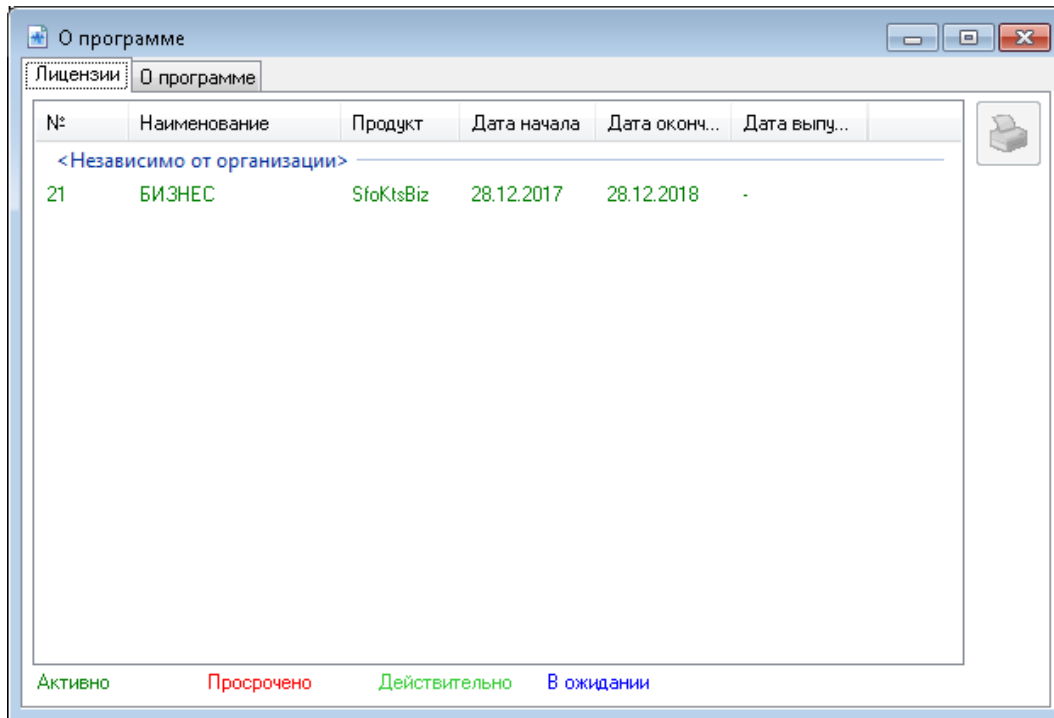 О программе
Лицензии О программе
№ Наименование Продукт Дата начала Дата оконч... Дата выпу...
<Независимо от организации>
21 БИЗНЕС SfoKtsBiz 28.12.2017 28.12.2018 -
Активно Просрочено Действительно В ожидании